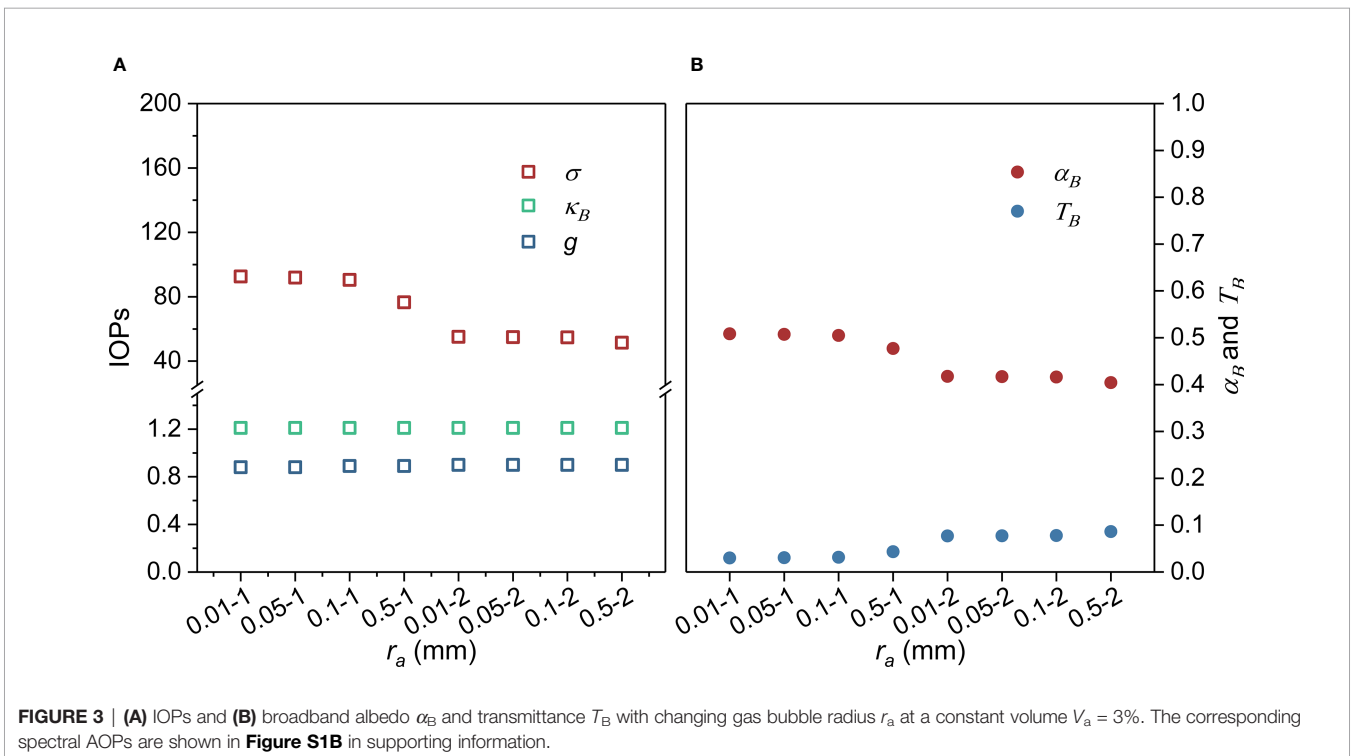 A
B
200
160
120
80
40
1.2
0.8
0.4
0.0
IOPs
σ
κB
g
0.01-1
0.05-1
0.1-1
0.5-1
0.01-2
0.05-2
0.1-2
0.5-2
ra (mm)
αB
TB
1.0
0.9
0.8
0.7
0.6
0.5
0.4
0.3
0.2
0.1
0.0
αB and TB
0.01-1
0.05-1
0.1-1
0.5-1
0.01-2
0.05-2
0.1-2
0.5-2
ra (mm)
FIGURE 3 | (A) IOPs and (B) broadband albedo αB and transmittance TB with changing gas bubble radius ra at a constant volume Va = 3%. The corresponding
spectral AOPs are shown in Figure S1B in supporting information.